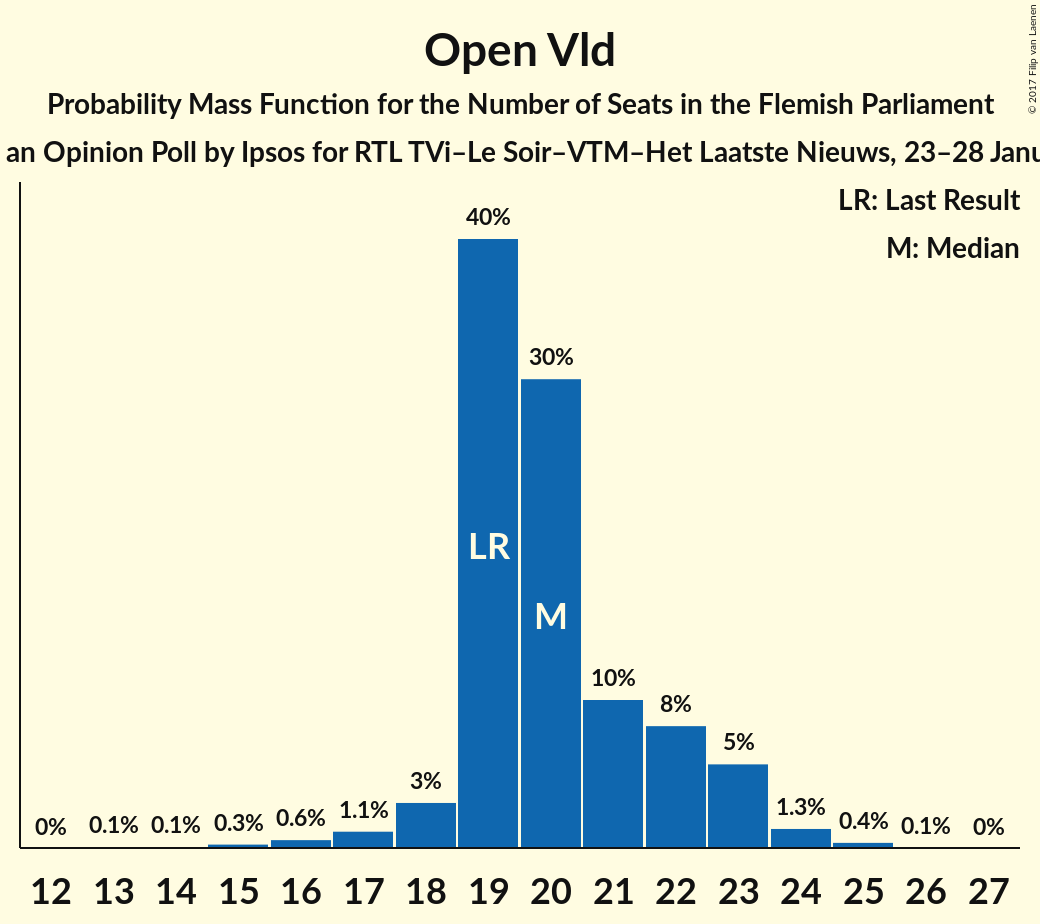 Open Vld
Probability Mass Function for the Number of Seats in the Flemish Parliament
an Opinion Poll by Ipsos for RTL TVi–Le Soir–VTM–Het Laatste Nieuws, 23–28 Janu
© 2017 Filip van Laenen
LR: Last Result
M: Median
40%
30%
10%
8%
5%
3%
1.3%
1.1%
0.6%
0.4%
0.3%
0.1%
0.1%
0.1%
0%
0%
LR
M
12 13 14 15 16 17 18 19 20 21 22 23 24 25 26 27